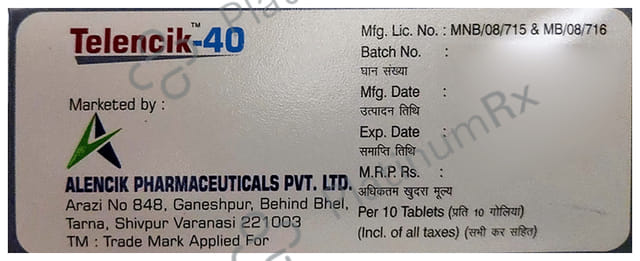 Telencik™-40
Marketed by :
ALENCIK PHARMACEUTICALS PVT. LTD.
Arazi No 848, Ganeshpur, Behind Bhel,
Tarna, Shivpur Varanasi 221003
TM : Trade Mark Applied For
Mfg. Lic. No. : MNB/08/715 & MB/08/716
Batch No. :
घान संख्या
Mfg. Date :
उत्पादन तिथि
Exp. Date :
समाप्ति तिथि
M.R.P. Rs. :
अधिकतम खुदरा मूल्य
Per 10 Tablets (प्रति 10 गोलियां)
(Incl. of all taxes) (सभी कर सहित)
PlatinumRx